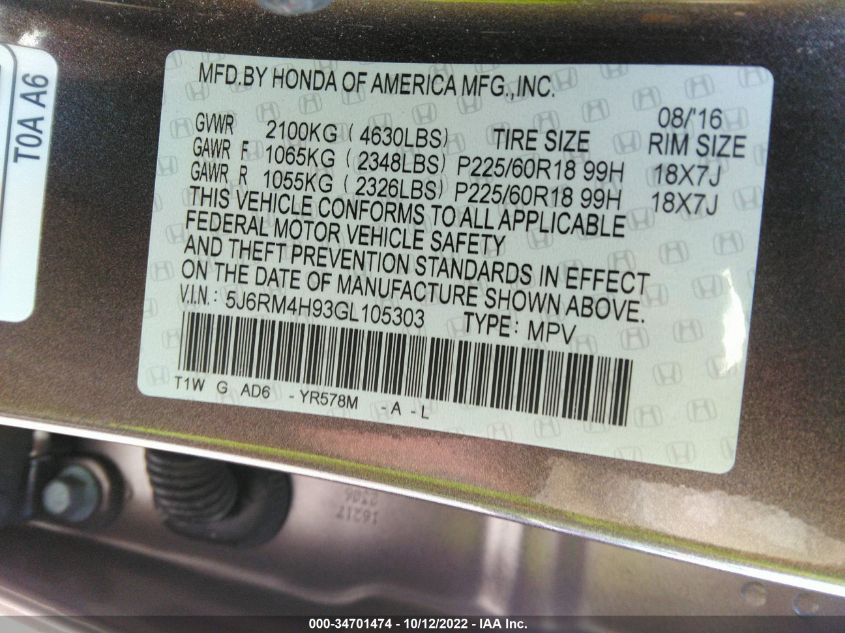 T0A A6
MFD.BY HONDA OF AMERICA MFG.,INC.
08/'16
GVWR 2100KG ( 4630LBS) TIRE SIZE RIM SIZE
GAWR F 1065KG ( 2348LBS) P225/60R18 99H 18X7J
GAWR R 1055KG ( 2326LBS) P225/60R18 99H 18X7J
THIS VEHICLE CONFORMS TO ALL APPLICABLE
FEDERAL MOTOR VEHICLE SAFETY
AND THEFT PREVENTION STANDARDS IN EFFECT
ON THE DATE OF MANUFACTURE SHOWN ABOVE.
V.I.N.: 5J6RM4H93GL105303 TYPE: MPV
T1W G AD6 -YR578M -A -L
16217
000-34701474 - 10/12/2022 - IAA Inc.